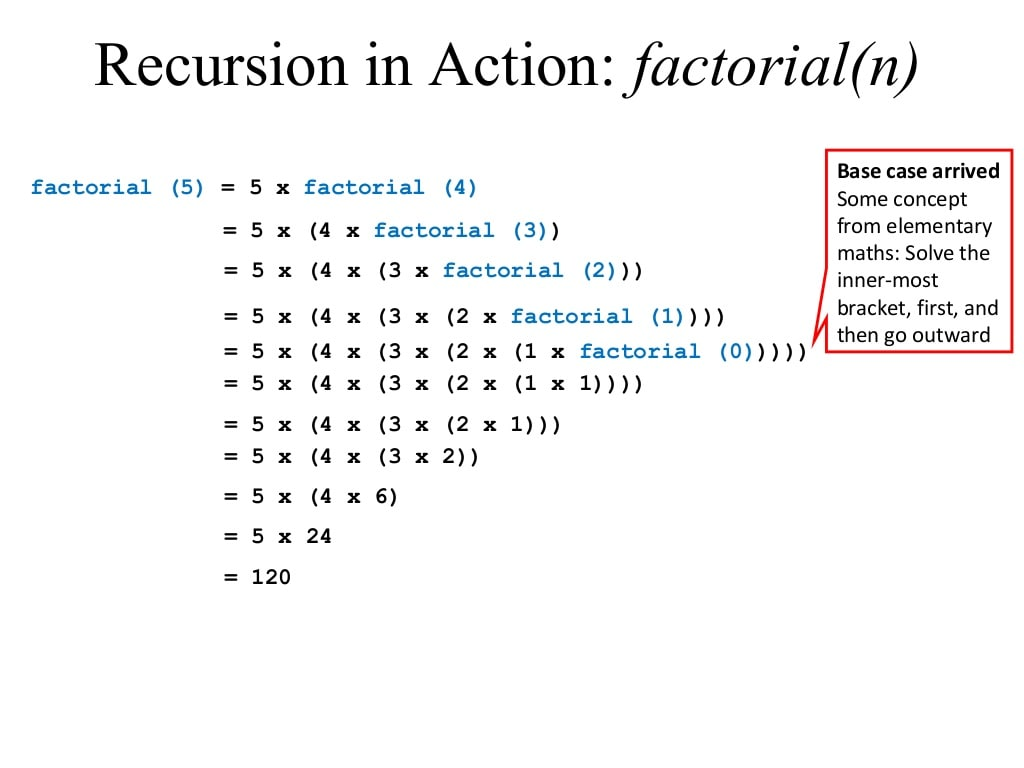 Recursion in Action: factorial(n)
factorial (5) = 5 x factorial (4)
= 5 x (4 x factorial (3))
= 5 x (4 x (3 x factorial (2)))
= 5 x (4 x (3 x (2 x factorial (1))))
= 5 x (4 x (3 x (2 x (1 x factorial (0)))))
= 5 x (4 x (3 x (2 x (1 x 1))))
= 5 x (4 x (3 x (2 x 1)))
= 5 x (4 x (3 x 2))
= 5 x (4 x 6)
= 5 x 24
= 120
Base case arrived
Some concept
from elementary
maths: Solve the
inner-most
bracket, first, and
then go outward